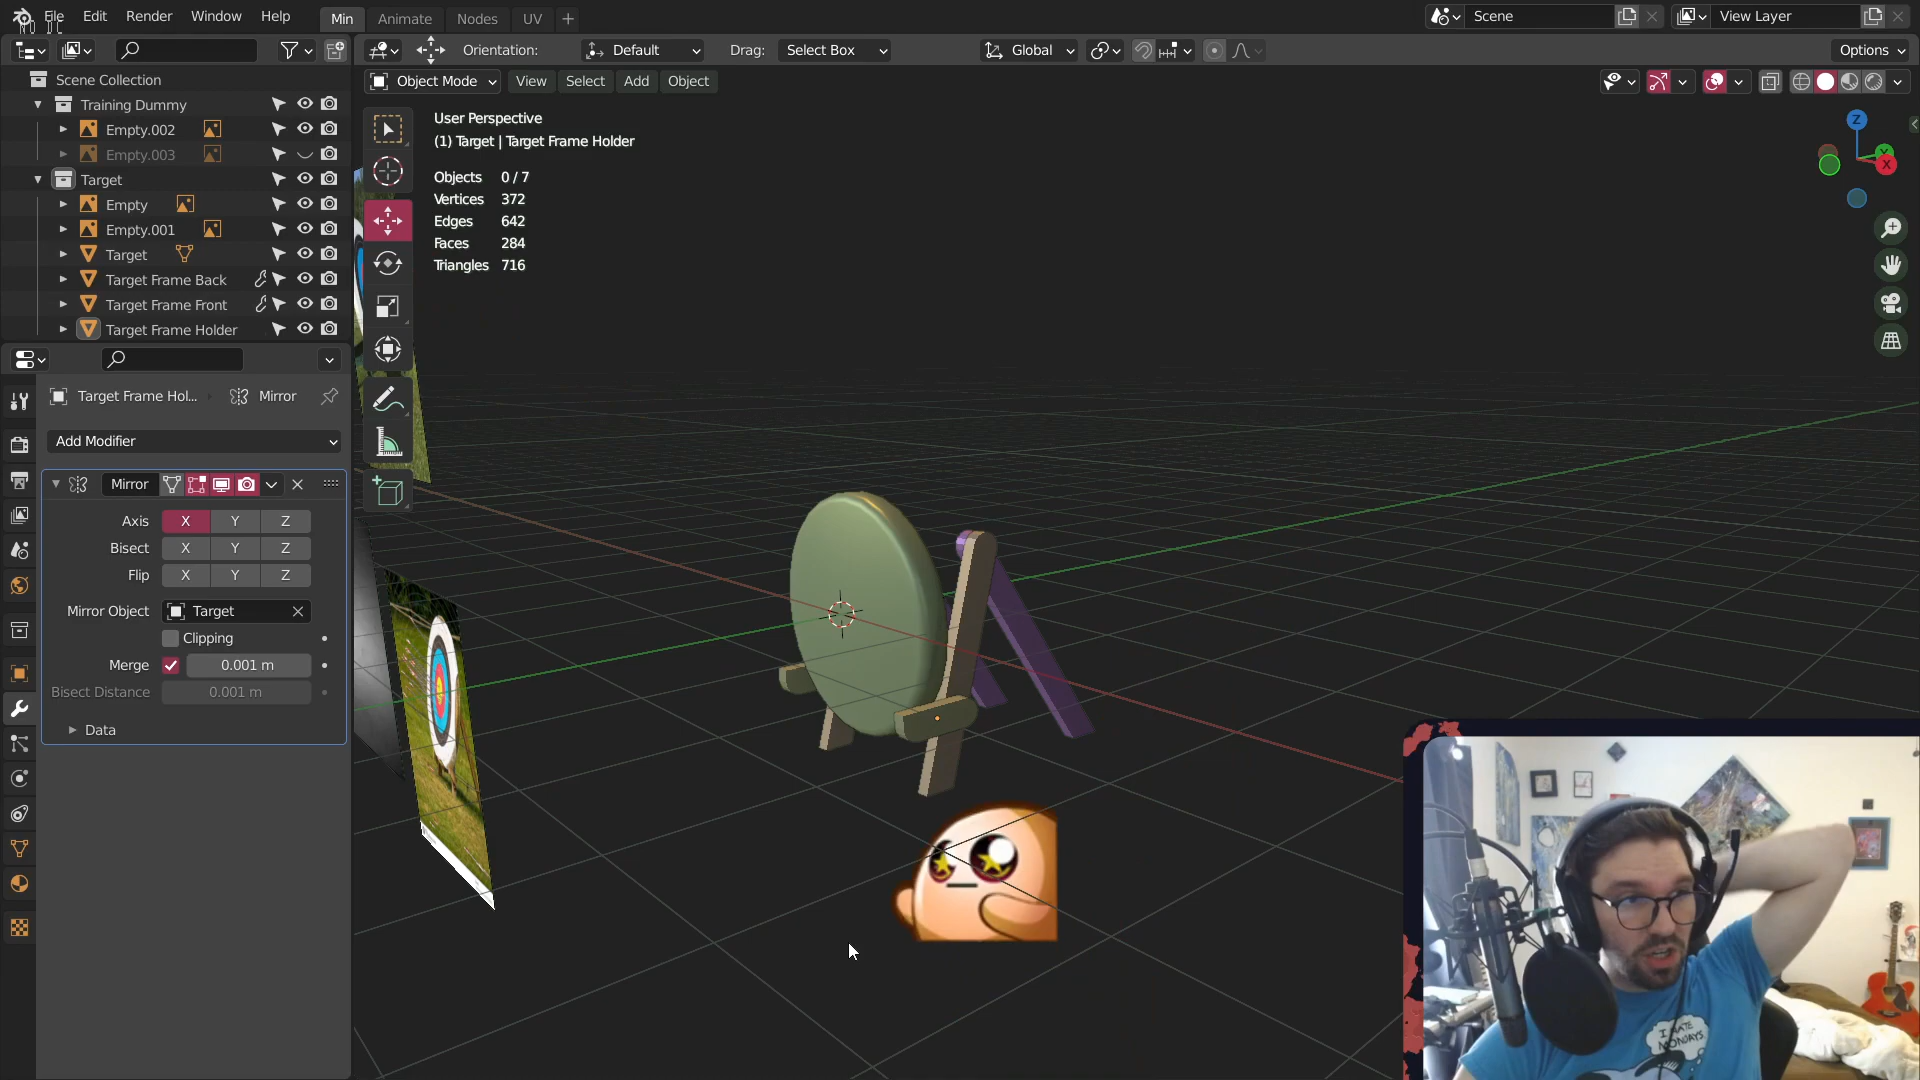 File Edit Render Window Help Min Animate Nodes UV Scene View Layer
Orientation: Default Drag: Select Box Global Options
Scene Collection
Training Dummy
Empty.002
Empty.003
Target
Empty
Empty.001
Target
Target Frame Back
Target Frame Front
Target Frame Holder
Object Mode View Select Add Object
User Perspective
(1) Target | Target Frame Holder
Objects 0 / 7
Vertices 372
Edges 642
Faces 284
Triangles 716
Z
Y
X
Target Frame Hol... Mirror
Add Modifier
Mirror
Axis X Y Z
Bisect X Y Z
Flip X Y Z
Mirror Object Target
Clipping
Merge 0.001 m
Bisect Distance 0.001 m
Data
I HATE
MONDAYS.